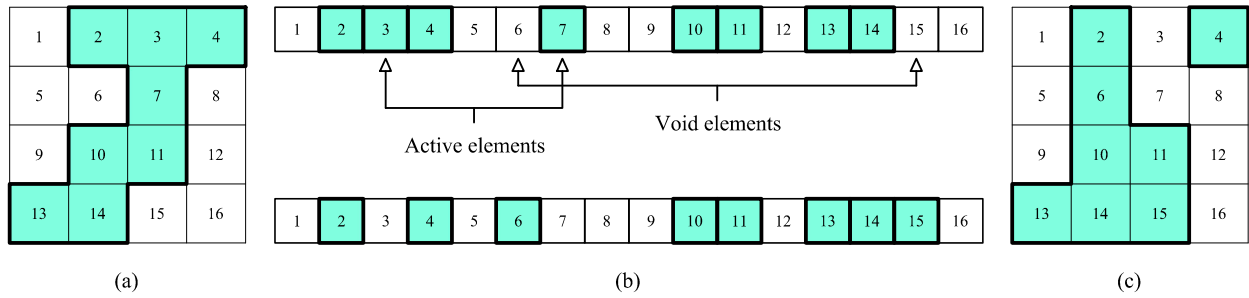 1 2 3 4
5 6 7 8
9 10 11 12
13 14 15 16
(a)
1 2 3 4 5 6 7 8 9 10 11 12 13 14 15 16
Active elements
Void elements
1 2 3 4 5 6 7 8 9 10 11 12 13 14 15 16
(b)
1 2 3 4
5 6 7 8
9 10 11 12
13 14 15 16
(c)